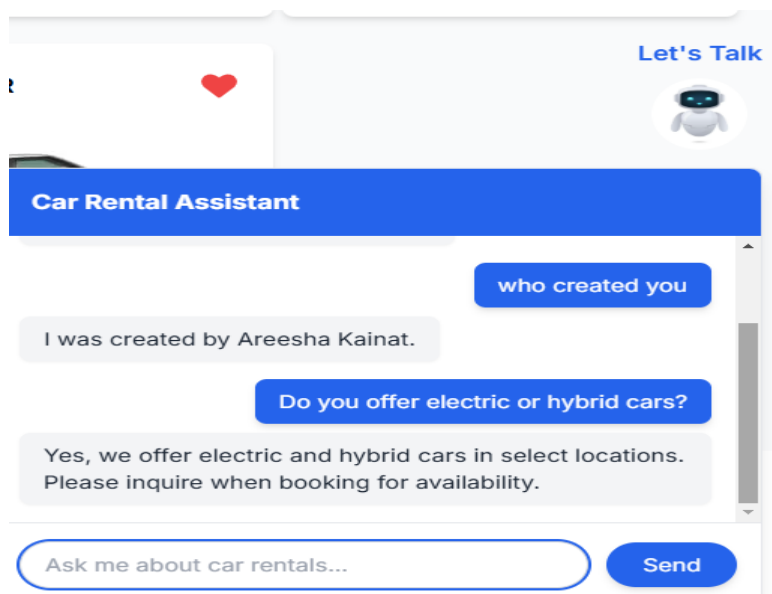 Let's Talk
R
Car Rental Assistant
who created you
I was created by Areesha Kainat.
Do you offer electric or hybrid cars?
Yes, we offer electric and hybrid cars in select locations.
Please inquire when booking for availability.
Ask me about car rentals...
Send